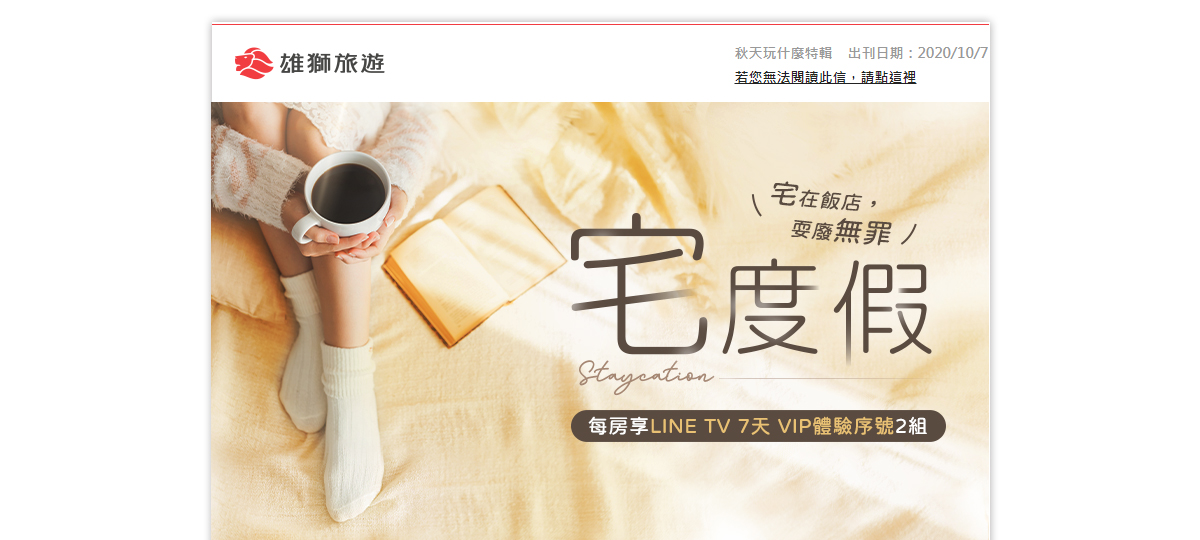 雄獅旅遊
秋天玩什麼特輯 出刊日期：2020/10/7
若您無法閱讀此信，請點這裡
宅在飯店，
耍廢無罪
宅度假
Staycation
每房享LINE TV 7天 VIP體驗序號2組